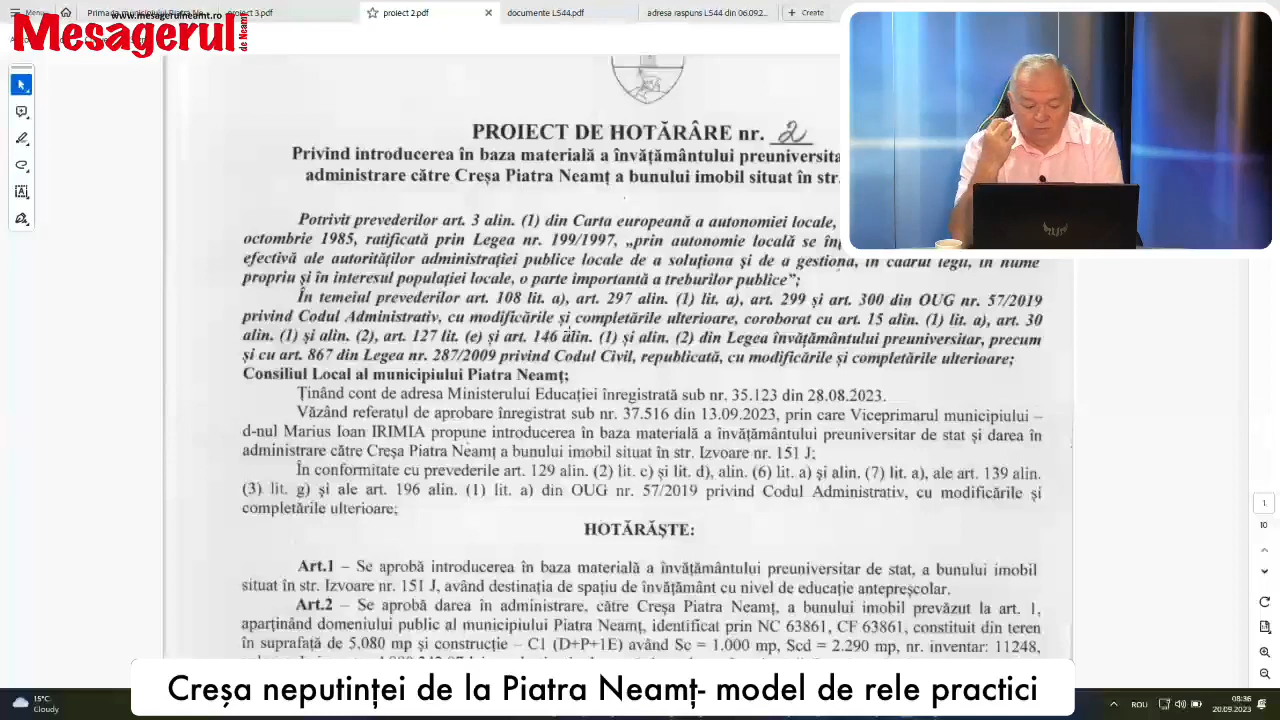 Meniu
www.mesagerulneamt.ro
Primaria municipiului Piatra Ne...
proiect 3.pdf
proiect 2.pdf
documente LS44.pdf
adresa raspuns LS44 din 06.09.2...
Create
Mesagerul
de Neamț
PROIECT DE HOTĂRÂRE nr. 2
Privind introducerea în baza materială a învățământului preuniversita
administrare către Creșa Piatra Neamț a bunului imobil situat în str.
Potrivit prevederilor art. 3 alin. (1) din Carta europeană a autonomiei locale,
octombrie 1985, ratificată prin Legea nr. 199/1997, „prin autonomie locală se în
efectivă ale autorităților administrației publice locale de a soluționa și de a gestiona, în cadrul legii, în nume
propriu și în interesul populației locale, o parte importantă a treburilor publice”;
În temeiul prevederilor art. 108 lit. a), art. 297 alin. (1) lit. a), art. 299 și art. 300 din OUG nr. 57/2019
privind Codul Administrativ, cu modificările și completările ulterioare, coroborat cu art. 15 alin. (1) lit. a), art. 30
alin. (1) și alin. (2), art. 127 lit. (e) și art. 146 alin. (1) și alin. (2) din Legea învățământului preuniversitar, precum
și cu art. 867 din Legea nr. 287/2009 privind Codul Civil, republicată, cu modificările și completările ulterioare;
Consiliul Local al municipiului Piatra Neamț;
Ținând cont de adresa Ministerului Educației înregistrată sub nr. 35.123 din 28.08.2023.
Văzând referatul de aprobare înregistrat sub nr. 37.516 din 13.09.2023, prin care Viceprimarul municipiului –
d-nul Marius Ioan IRIMIA propune introducerea în baza materială a învățământului preuniversitar de stat și darea în
administrare către Creșa Piatra Neamț a bunului imobil situat în str. Izvoare nr. 151 J;
În conformitate cu prevederile art. 129 alin. (2) lit. c) și lit. d), alin. (6) lit. a) și alin. (7) lit. a), ale art. 139 alin.
(3) lit. g) și ale art. 196 alin. (1) lit. a) din OUG nr. 57/2019 privind Codul Administrativ, cu modificările și
completările ulterioare;
HOTĂRĂȘTE:
Art.1 – Se aprobă introducerea în baza materială a învățământului preuniversitar de stat, a bunului imobil
situat în str. Izvoare nr. 151 J, având destinația de spațiu de învățământ cu nivel de educație antepreșcolar.
Art.2 – Se aprobă darea în administrare, către Creșa Piatra Neamț, a bunului imobil prevăzut la art. 1,
aparținând domeniului public al municipiului Piatra Neamț, identificat prin NC 63861, CF 63861, constituit din teren
în suprafață de 5.080 mp și construcție – C1 (D+P+1E) având Sc = 1.000 mp, Scd = 2.290 mp, nr. inventar: 11248,
1
10
Creșa neputinței de la Piatra Neamț- model de rele practici
15°C
Cloudy
ROU
08:36
20.09.2023